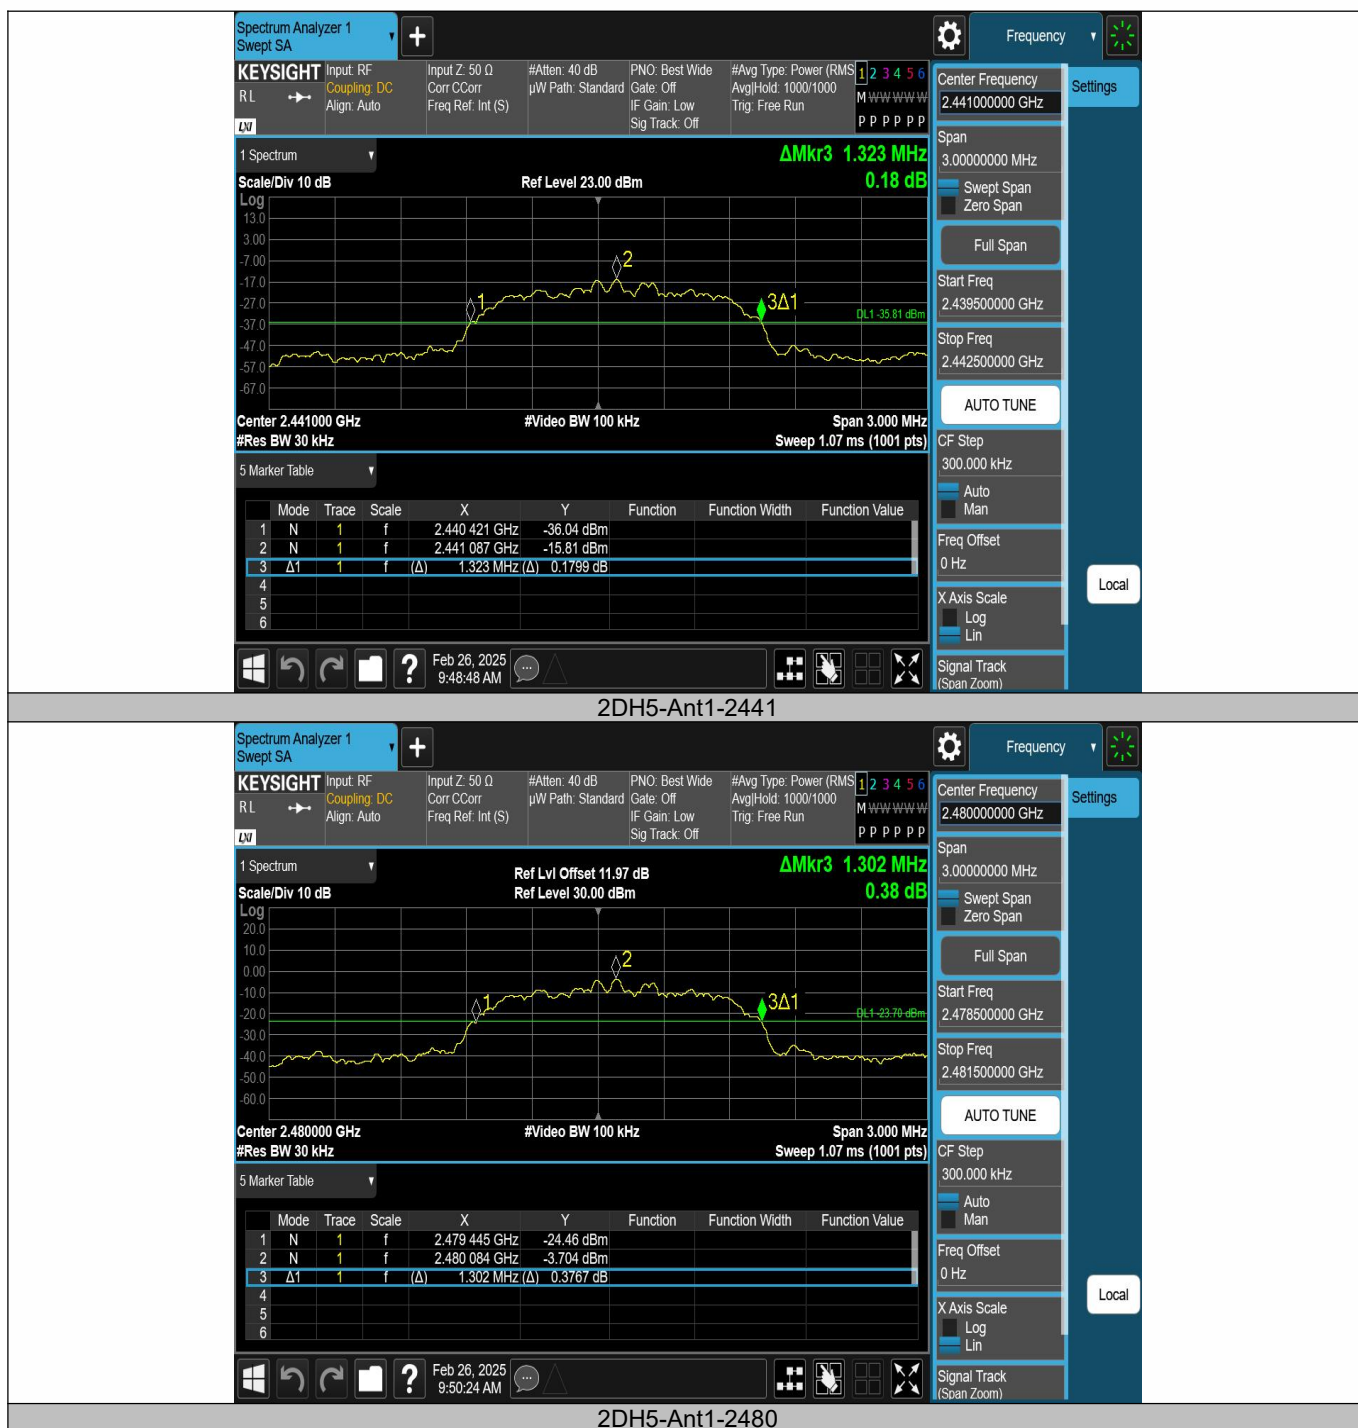 Spectrum Analyzer 1
Swept SA
+
Frequency
KEYSIGHT
RL
LXI
Input: RF
Coupling: DC
Align: Auto
Input Z: 50 Ω
Corr CCorr
Freq Ref: Int (S)
#Atten: 40 dB
µW Path: Standard
PNO: Best Wide
Gate: Off
IF Gain: Low
Sig Track: Off
#Avg Type: Power (RMS
Avg|Hold: 1000/1000
Trig: Free Run
1 2 3 4 5 6
M W W W W W
P P P P P P
Center Frequency
2.441000000 GHz
Settings
Span
3.00000000 MHz
Swept Span
Zero Span
Full Span
Start Freq
2.439500000 GHz
Stop Freq
2.442500000 GHz
AUTO TUNE
CF Step
300.000 kHz
Auto
Man
Freq Offset
0 Hz
X Axis Scale
Log
Lin
Signal Track
(Span Zoom)
Local
1 Spectrum
ΔMkr3 1.323 MHz
0.18 dB
Scale/Div 10 dB
Ref Level 23.00 dBm
Log
13.0
3.00
-7.00
-17.0
-27.0
-37.0
-47.0
-57.0
-67.0
1
2
3Δ1
DL1 -35.81 dBm
Center 2.441000 GHz
#Video BW 100 kHz
Span 3.000 MHz
#Res BW 30 kHz
Sweep 1.07 ms (1001 pts)
5 Marker Table
Mode Trace Scale X Y Function Function Width Function Value
1 N 1 f 2.440 421 GHz -36.04 dBm
2 N 1 f 2.441 087 GHz -15.81 dBm
3 Δ1 1 f (Δ) 1.323 MHz (Δ) 0.1799 dB
4
5
6
?
Feb 26, 2025
9:48:48 AM
2DH5-Ant1-2441
Spectrum Analyzer 1
Swept SA
+
Frequency
KEYSIGHT
RL
LXI
Input: RF
Coupling: DC
Align: Auto
Input Z: 50 Ω
Corr CCorr
Freq Ref: Int (S)
#Atten: 40 dB
µW Path: Standard
PNO: Best Wide
Gate: Off
IF Gain: Low
Sig Track: Off
#Avg Type: Power (RMS
Avg|Hold: 1000/1000
Trig: Free Run
1 2 3 4 5 6
M W W W W W
P P P P P P
Center Frequency
2.480000000 GHz
Settings
Span
3.00000000 MHz
Swept Span
Zero Span
Full Span
Start Freq
2.478500000 GHz
Stop Freq
2.481500000 GHz
AUTO TUNE
CF Step
300.000 kHz
Auto
Man
Freq Offset
0 Hz
X Axis Scale
Log
Lin
Signal Track
(Span Zoom)
Local
1 Spectrum
Ref Lvl Offset 11.97 dB
ΔMkr3 1.302 MHz
0.38 dB
Scale/Div 10 dB
Ref Level 30.00 dBm
Log
20.0
10.0
0.00
-10.0
-20.0
-30.0
-40.0
-50.0
-60.0
1
2
3Δ1
DL1 -23.70 dBm
Center 2.480000 GHz
#Video BW 100 kHz
Span 3.000 MHz
#Res BW 30 kHz
Sweep 1.07 ms (1001 pts)
5 Marker Table
Mode Trace Scale X Y Function Function Width Function Value
1 N 1 f 2.479 445 GHz -24.46 dBm
2 N 1 f 2.480 084 GHz -3.704 dBm
3 Δ1 1 f (Δ) 1.302 MHz (Δ) 0.3767 dB
4
5
6
?
Feb 26, 2025
9:50:24 AM
2DH5-Ant1-2480